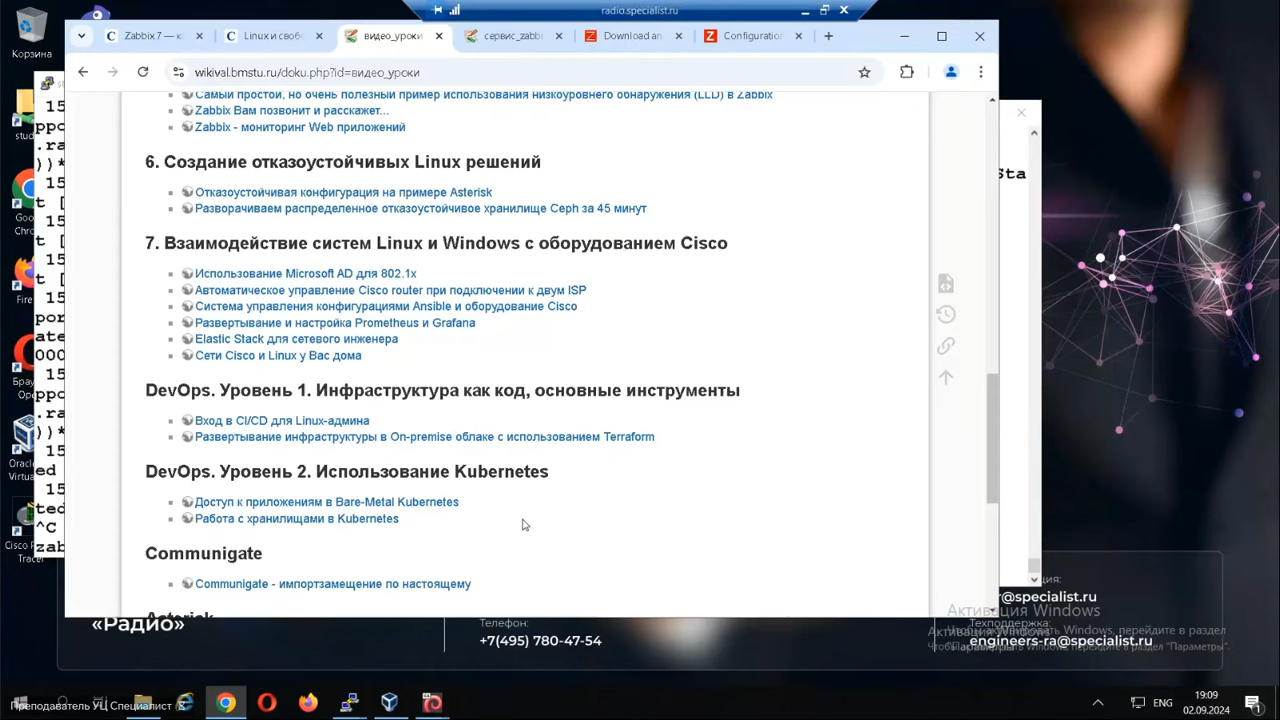 radio.specialist.ru
Корзина
Zabbix 7 — к
Linux и своб
видео_уроки
сервис_zabb
Download an
Configuration
wikival.bmstu.ru/doku.php?id=видео_уроки
Самый простой, но очень полезный пример использования низкоуровнего обнаружения (LLD) в Zabbix
Zabbix Вам позвонит и расскажет...
Zabbix - мониторинг Web приложений
6. Создание отказоустойчивых Linux решений
Отказоустойчивая конфигурация на примере Asterisk
Разворачиваем распределенное отказоустойчивое хранилище Ceph за 45 минут
7. Взаимодействие систем Linux и Windows с оборудованием Cisco
Использование Microsoft AD для 802.1x
Автоматическое управление Cisco router при подключении к двум ISP
Система управления конфигурациями Ansible и оборудование Cisco
Развертывание и настройка Prometheus и Grafana
Elastic Stack для сетевого инженера
Сети Cisco и Linux у Вас дома
DevOps. Уровень 1. Инфраструктура как код, основные инструменты
Вход в CI/CD для Linux-админа
Развертывание инфраструктуры в On-premise облаке с использованием Terraform
DevOps. Уровень 2. Использование Kubernetes
Доступ к приложениям в Bare-Metal Kubernetes
Работа с хранилищами в Kubernetes
Communigate
Communigate - импортзамещение по настоящему
Asterisk
«Радио»
Телефон:
+7(495) 780-47-54
r@specialist.ru
Активация Windows
Техподдержка:
engineers-ra@specialist.ru
Преподаватель УЦ Специалист
ENG
19:09
02.09.2024